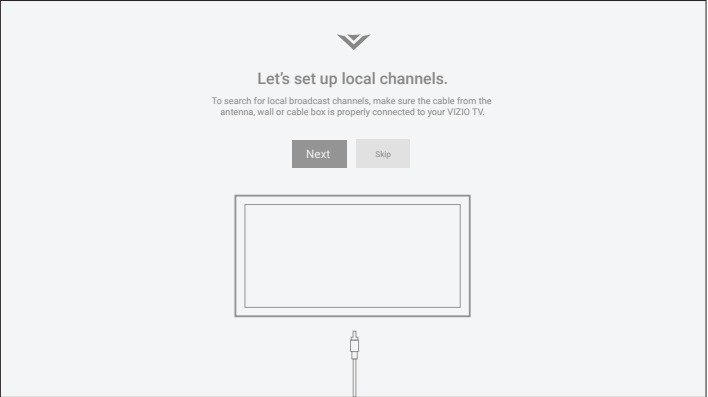 Let's set up local channels.
To search for local broadcast channels, make sure the cable from the
antenna, wall or cable box is properly connected to your VIZIO TV.
Next
Skip